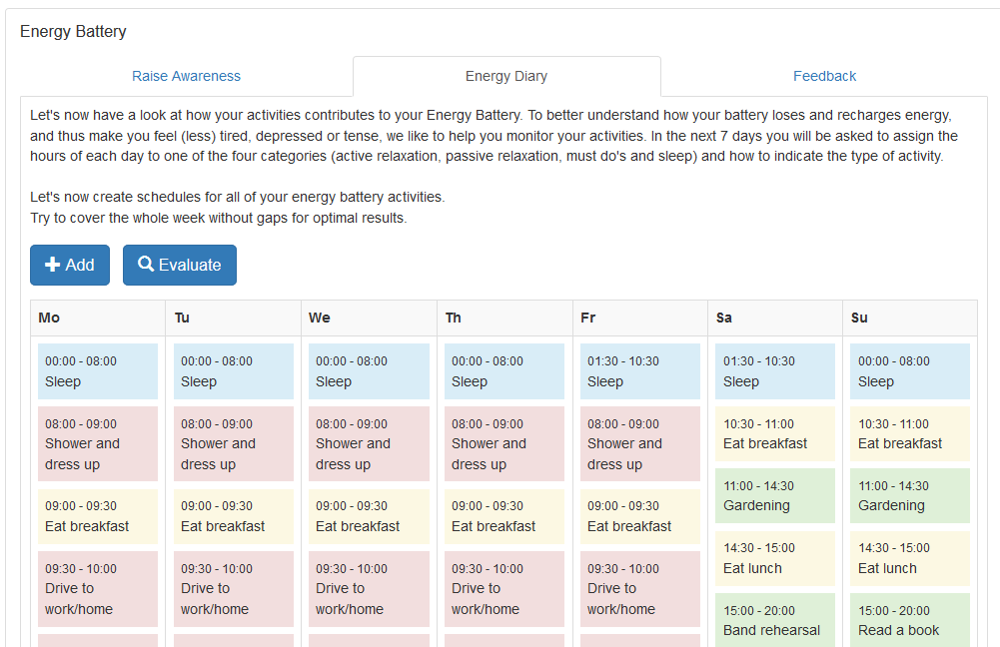 Energy Battery
Raise Awareness
Energy Diary
Feedback
Let's now have a look at how your activities contributes to your Energy Battery. To better understand how your battery loses and recharges energy,
and thus make you feel (less) tired, depressed or tense, we like to help you monitor your activities. In the next 7 days you will be asked to assign the
hours of each day to one of the four categories (active relaxation, passive relaxation, must do's and sleep) and how to indicate the type of activity.
Let's now create schedules for all of your energy battery activities.
Try to cover the whole week without gaps for optimal results.
Add
Evaluate
Mo
Tu
We
Th
Fr
Sa
Su
00:00 - 08:00
Sleep
08:00 - 09:00
Shower and
dress up
09:00 - 09:30
Eat breakfast
09:30 - 10:00
Drive to
work/home
00:00 - 08:00
Sleep
08:00 - 09:00
Shower and
dress up
09:00 - 09:30
Eat breakfast
09:30 - 10:00
Drive to
work/home
00:00 - 08:00
Sleep
08:00 - 09:00
Shower and
dress up
09:00 - 09:30
Eat breakfast
09:30 - 10:00
Drive to
work/home
00:00 - 08:00
Sleep
08:00 - 09:00
Shower and
dress up
09:00 - 09:30
Eat breakfast
09:30 - 10:00
Drive to
work/home
01:30 - 10:30
Sleep
08:00 - 09:00
Shower and
dress up
09:00 - 09:30
Eat breakfast
09:30 - 10:00
Drive to
work/home
01:30 - 10:30
Sleep
10:30 - 11:00
Eat breakfast
11:00 - 14:30
Gardening
14:30 - 15:00
Eat lunch
15:00 - 20:00
Band rehearsal
00:00 - 08:00
Sleep
10:30 - 11:00
Eat breakfast
11:00 - 14:30
Gardening
14:30 - 15:00
Eat lunch
15:00 - 20:00
Read a book